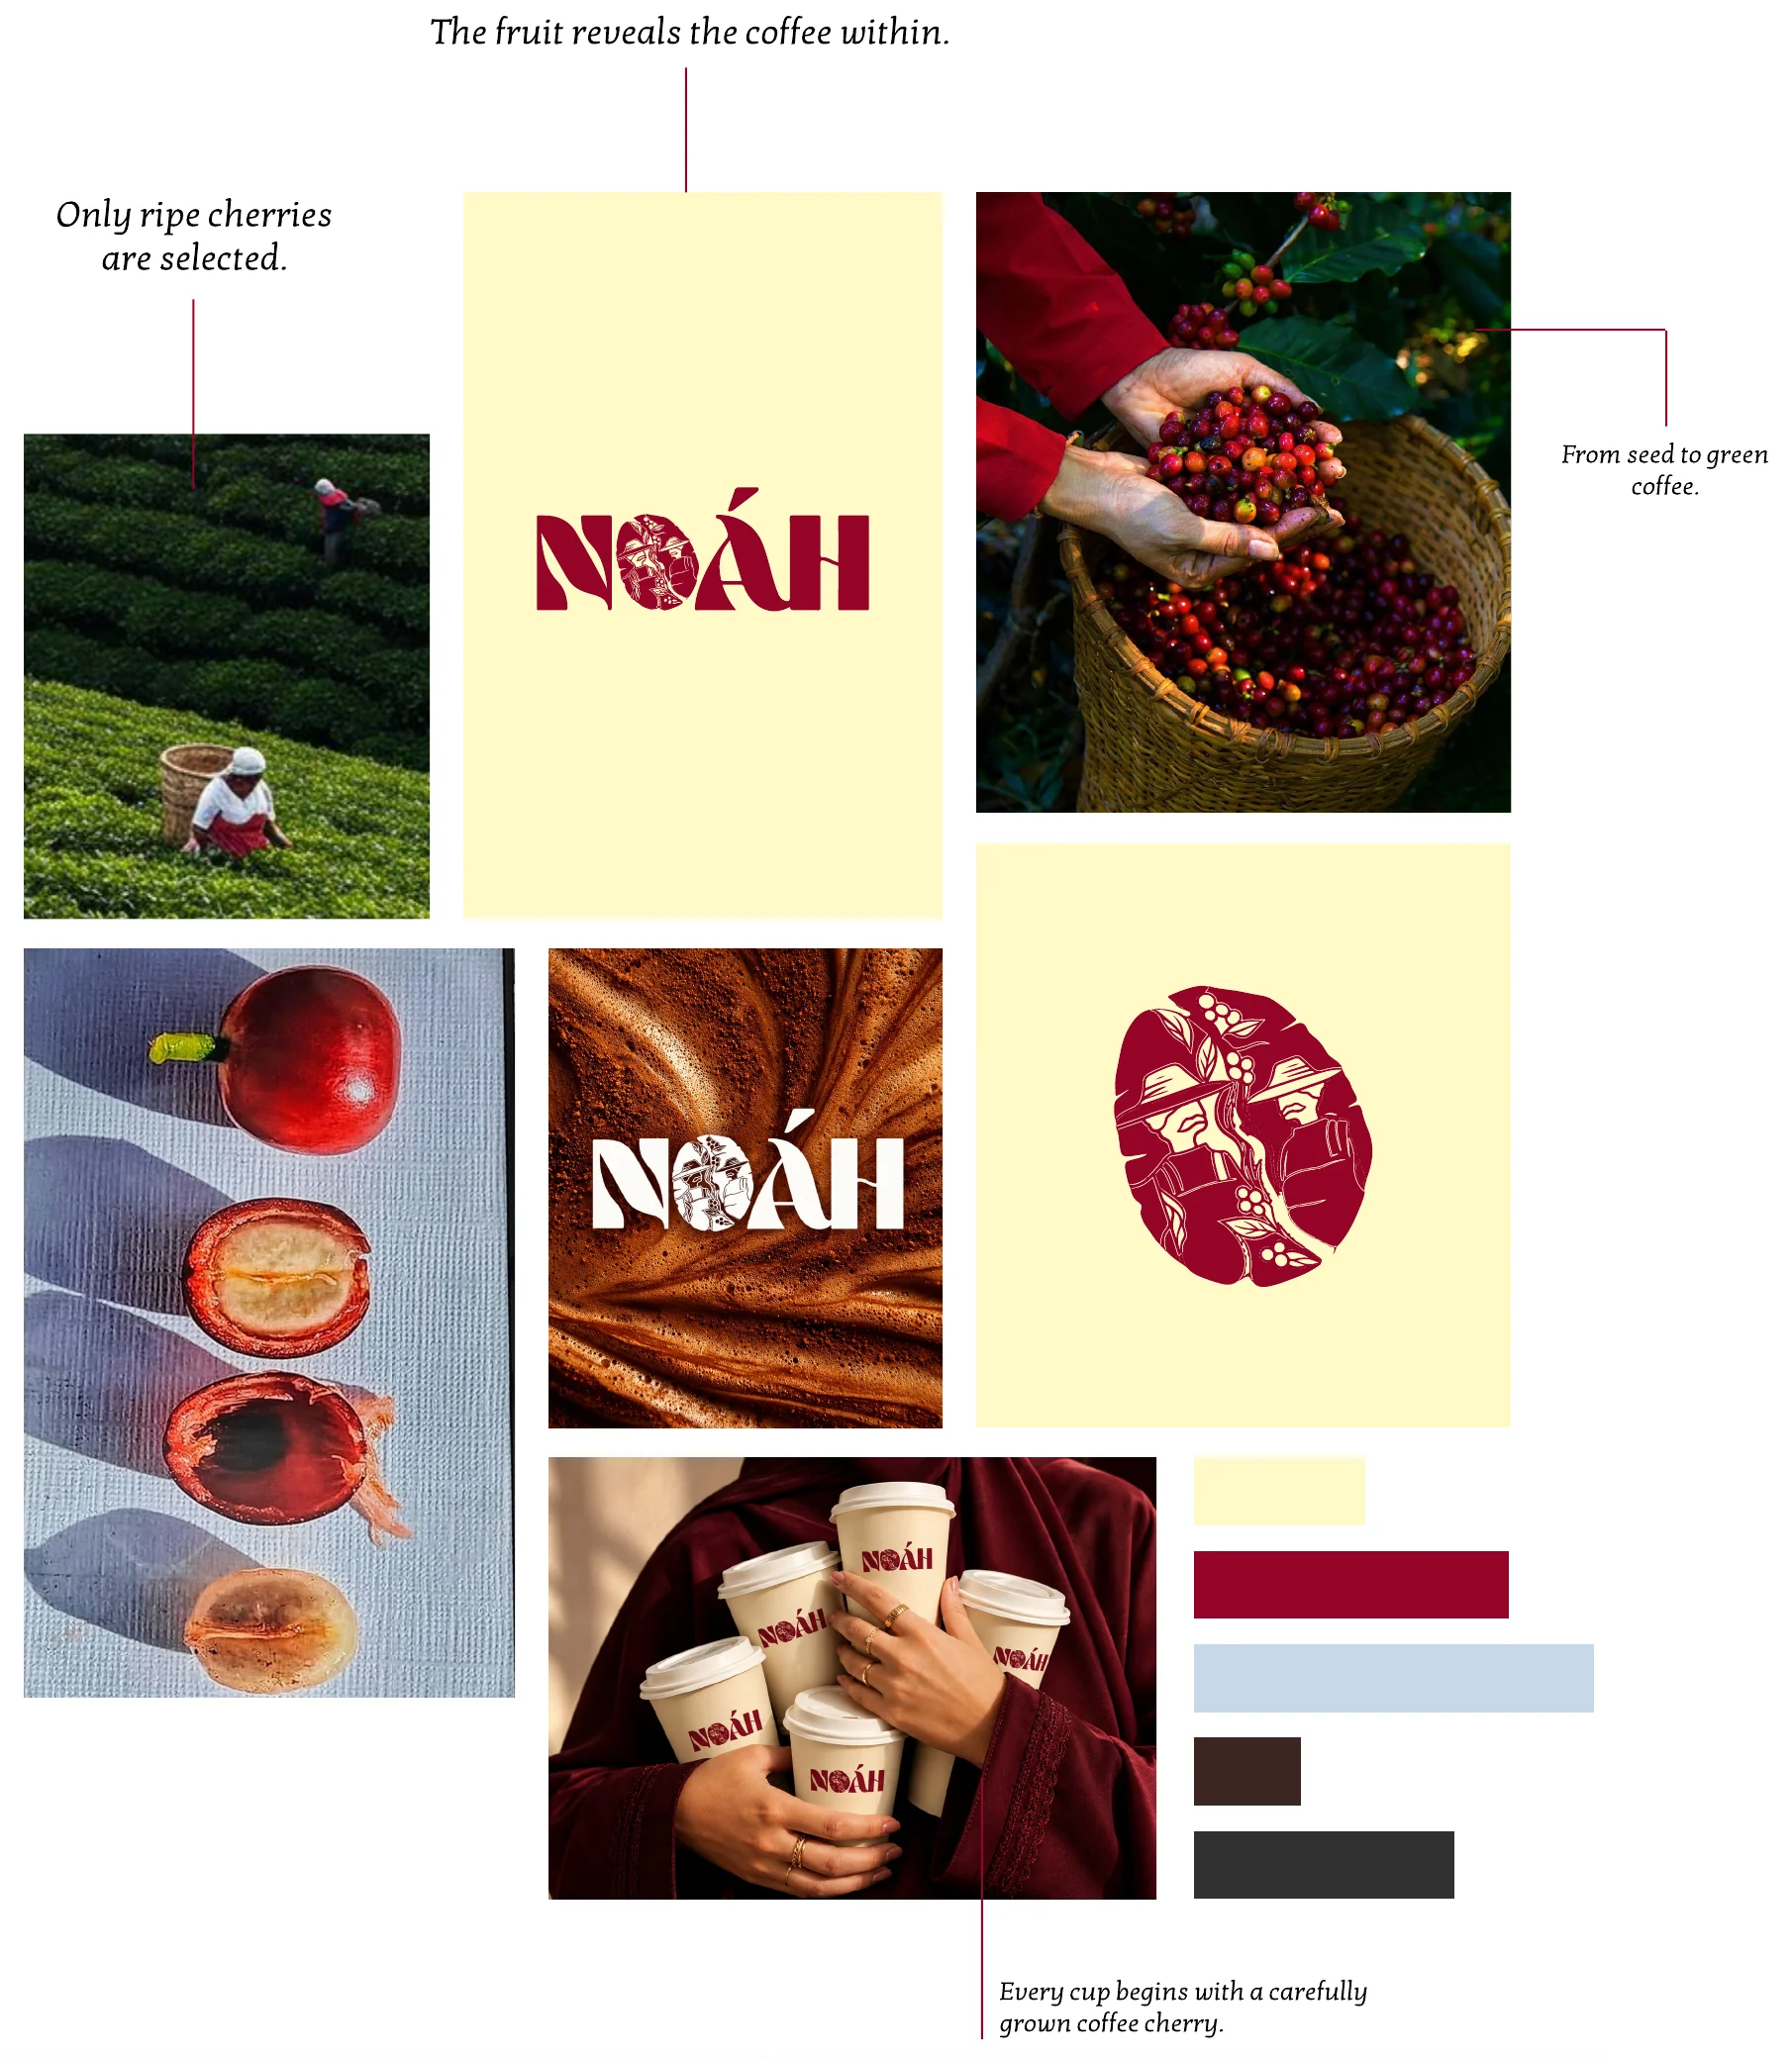 The fruit reveals the coffee within.
Only ripe cherries
are selected.
NOÁH
From seed to green
coffee.
NOÁH
NOÁH
NOÁH
NOÁH
NOÁH
NOÁH
Every cup begins with a carefully
grown coffee cherry.